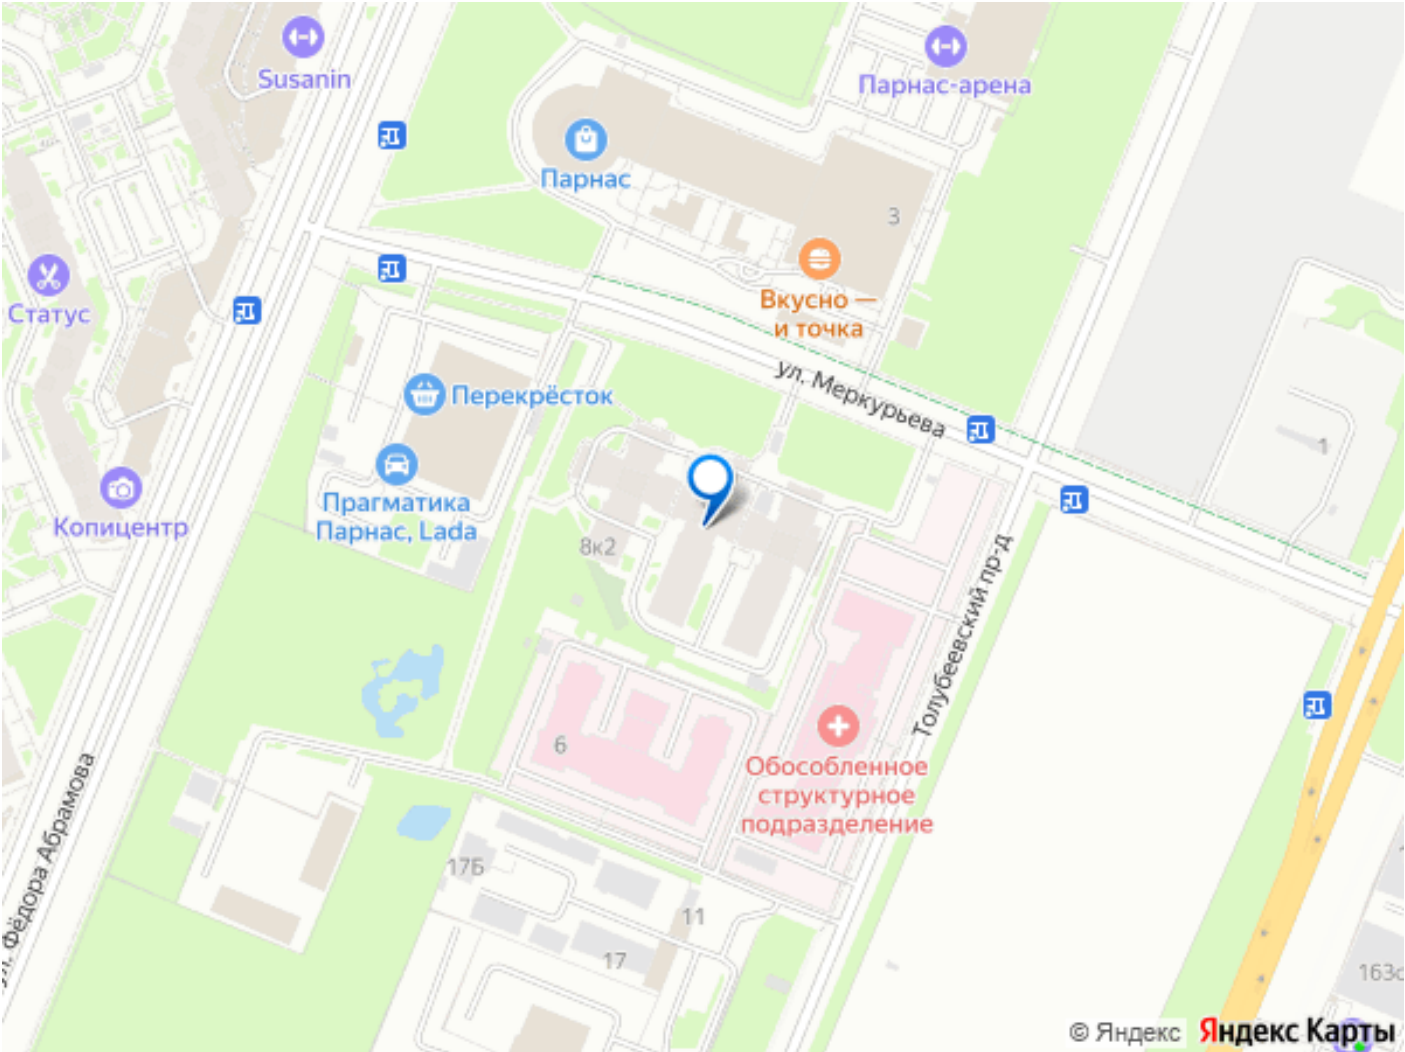 Susanin
Парнас-арена
Парнас
3
Статус
Вкусно —
и точка
ул. Меркурьева
Перекрёсток
1
Прагматика
Парнас, Lada
Копицентр
8к2
Толубеевский пр-д
6
Обособленное
структурное
подразделение
ул. Фёдора Абрамова
17Б
11
17
163с
© Яндекс Яндекс Карты